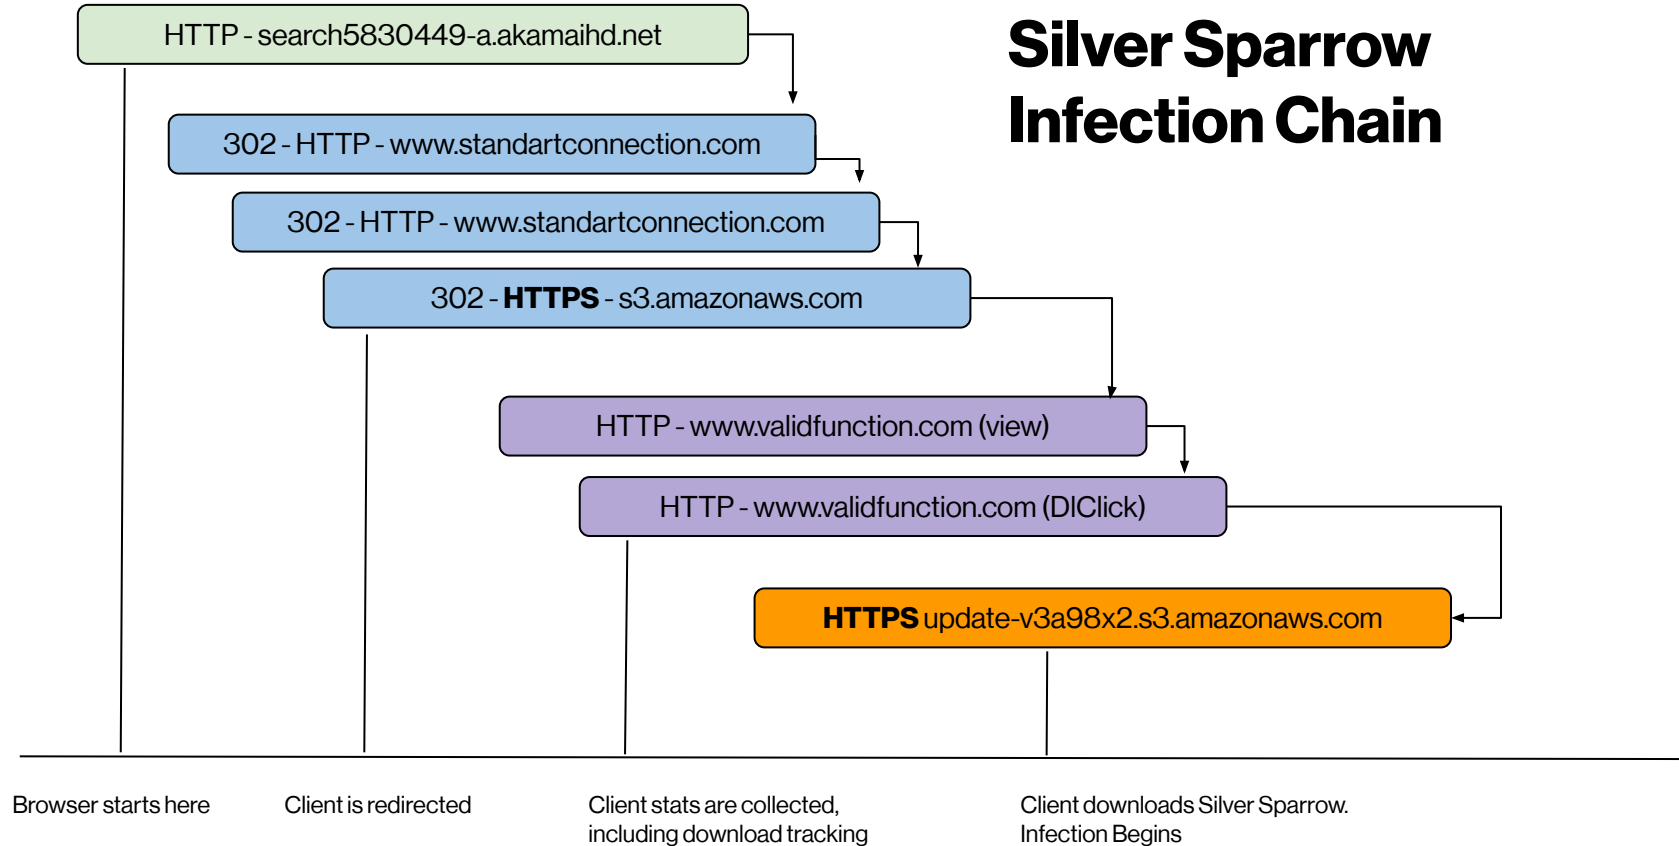 Silver Sparrow
Infection Chain
HTTP - search5830449-a.akamaihd.net
302 - HTTP - www.standartconnection.com
302 - HTTP - www.standartconnection.com
302 - HTTPS - s3.amazonaws.com
HTTP - www.validfunction.com (view)
HTTP - www.validfunction.com (DlClick)
HTTPS update-v3a98x2.s3.amazonaws.com
Browser starts here
Client is redirected
Client stats are collected,
including download tracking
Client downloads Silver Sparrow.
Infection Begins